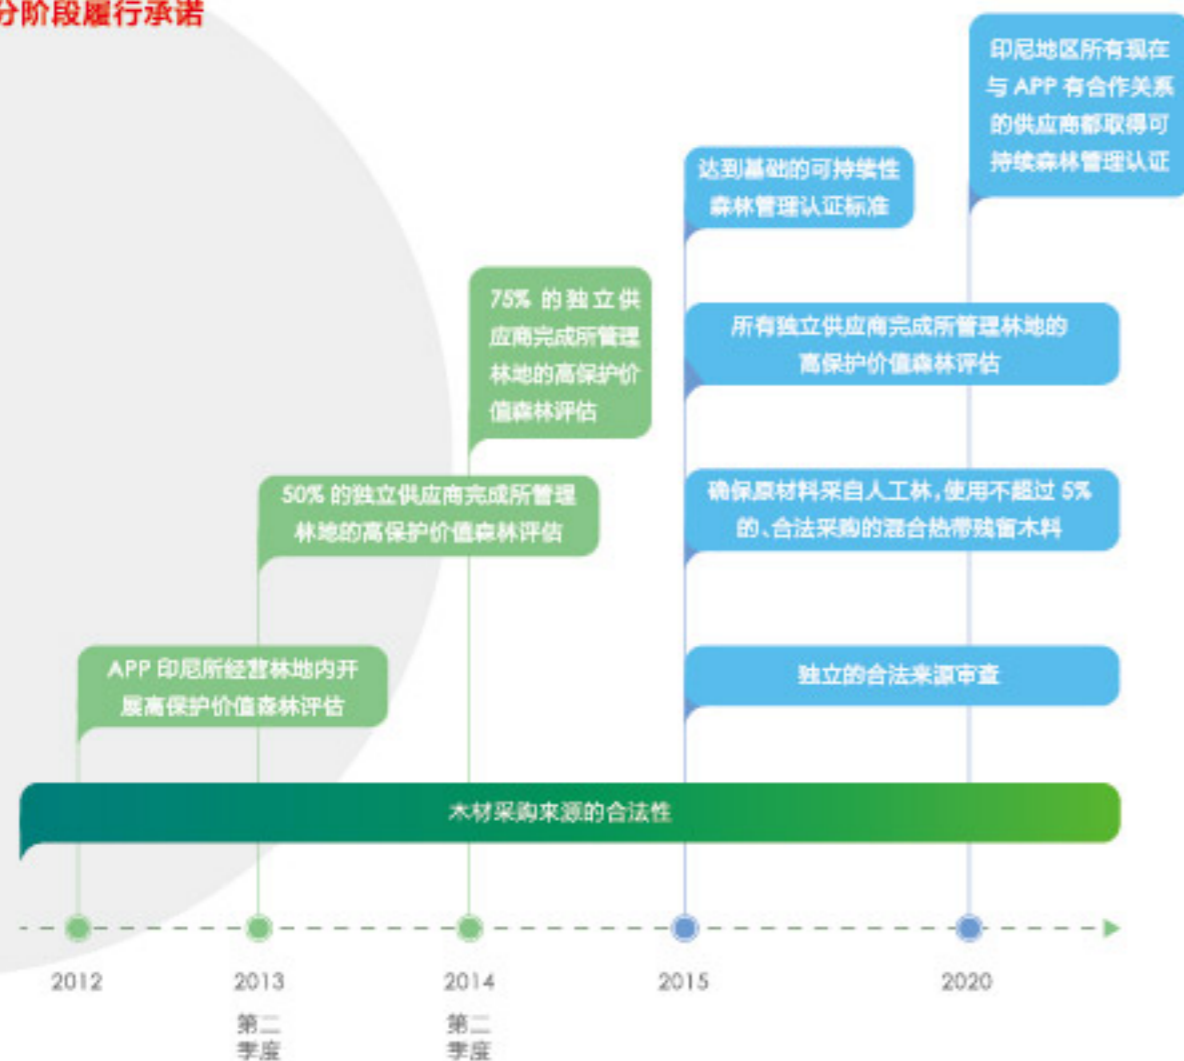 分阶段履行承诺
印尼地区所有现在
与 APP 有合作关系
的供应商都取得可
持续森林管理认证
达到基础的可持续性
森林管理认证标准
75% 的独立供
应商完成所管理
林地的高保护价
值森林评估
所有独立供应商完成所管理林地的
高保护价值森林评估
50% 的独立供应商完成所管理
林地的高保护价值森林评估
确保原材料采自人工林,使用不超过 5%
的、合法采购的混合热带残留木料
APP 印尼所经营林地内开
展高保护价值森林评估
独立的合法来源审查
木材采购来源的合法性
2012
2013
2014
2015
2020
第二
季度
第二
季度